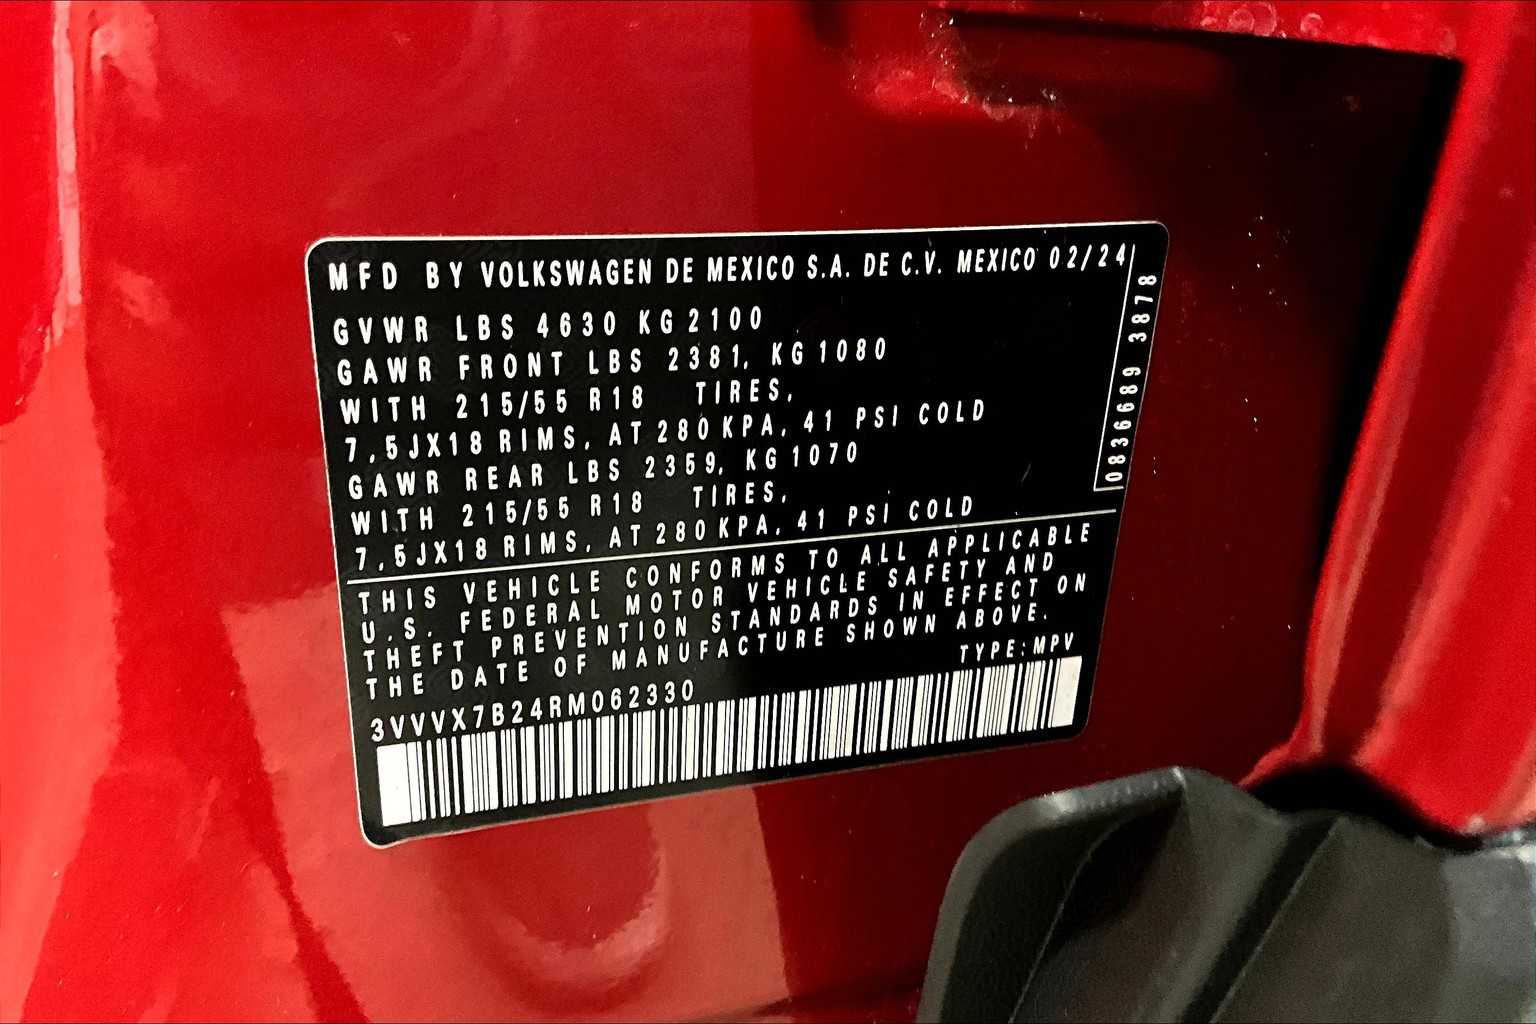 MFD BY VOLKSWAGEN DE MEXICO S.A. DE C.V. MEXICO 02/24
GVWR LBS 4630 KG 2100
GAWR FRONT LBS 2381, KG 1080
WITH 215/55 R18 TIRES,
7,5JX18 RIMS, AT 280 KPA, 41 PSI COLD
GAWR REAR LBS 2359, KG 1070
WITH 215/55 R18 TIRES,
7,5JX18 RIMS, AT 280 KPA, 41 PSI COLD
0836689 3878
THIS VEHICLE CONFORMS TO ALL APPLICABLE
U.S. FEDERAL MOTOR VEHICLE SAFETY AND
THEFT PREVENTION STANDARDS IN EFFECT ON
THE DATE OF MANUFACTURE SHOWN ABOVE.
TYPE:MPV
3VVVX7B24RM062330